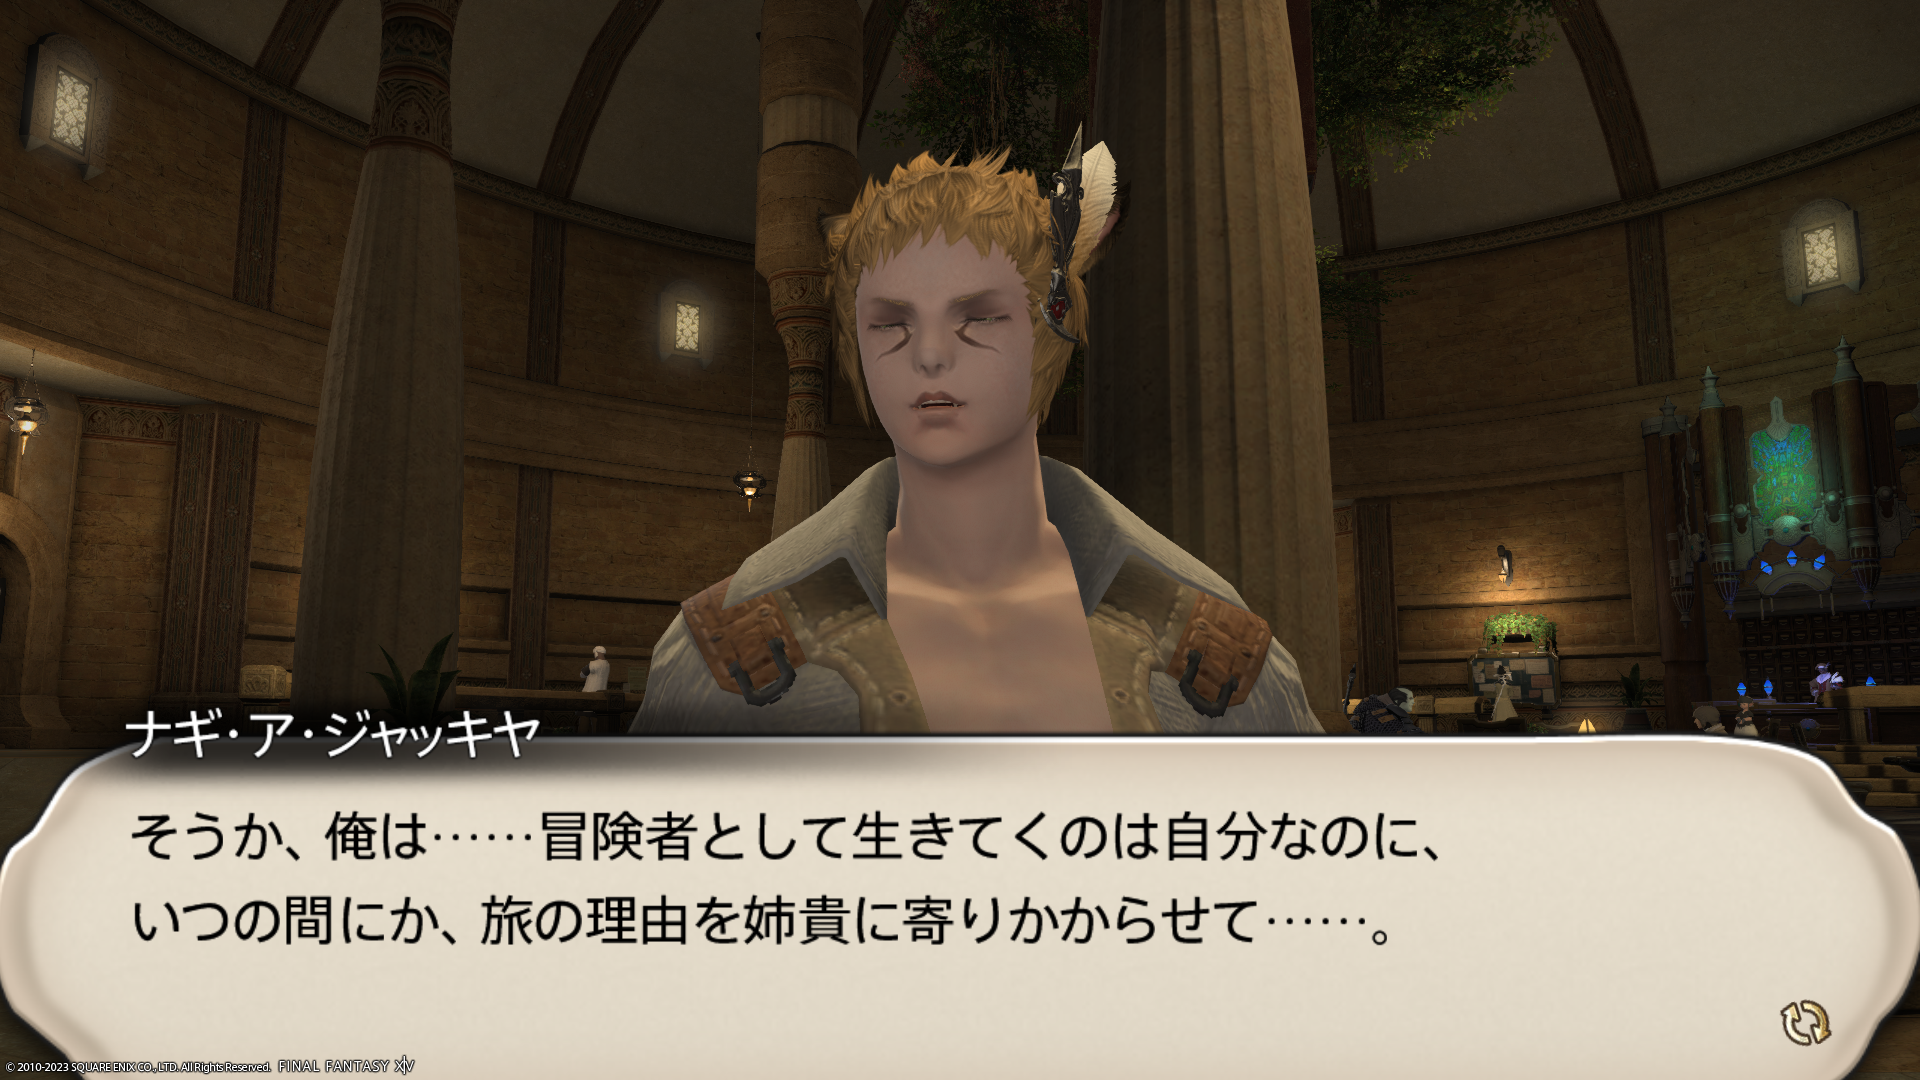 ナギ・ア・ジャッキヤ
そうか、俺は……冒険者として生きてくのは自分なのに、
いつの間にか、旅の理由を姉貴に寄りかからせて……。
© 2010-2023 SQUARE ENIX CO., LTD. All Rights Reserved. FINAL FANTASY XIV